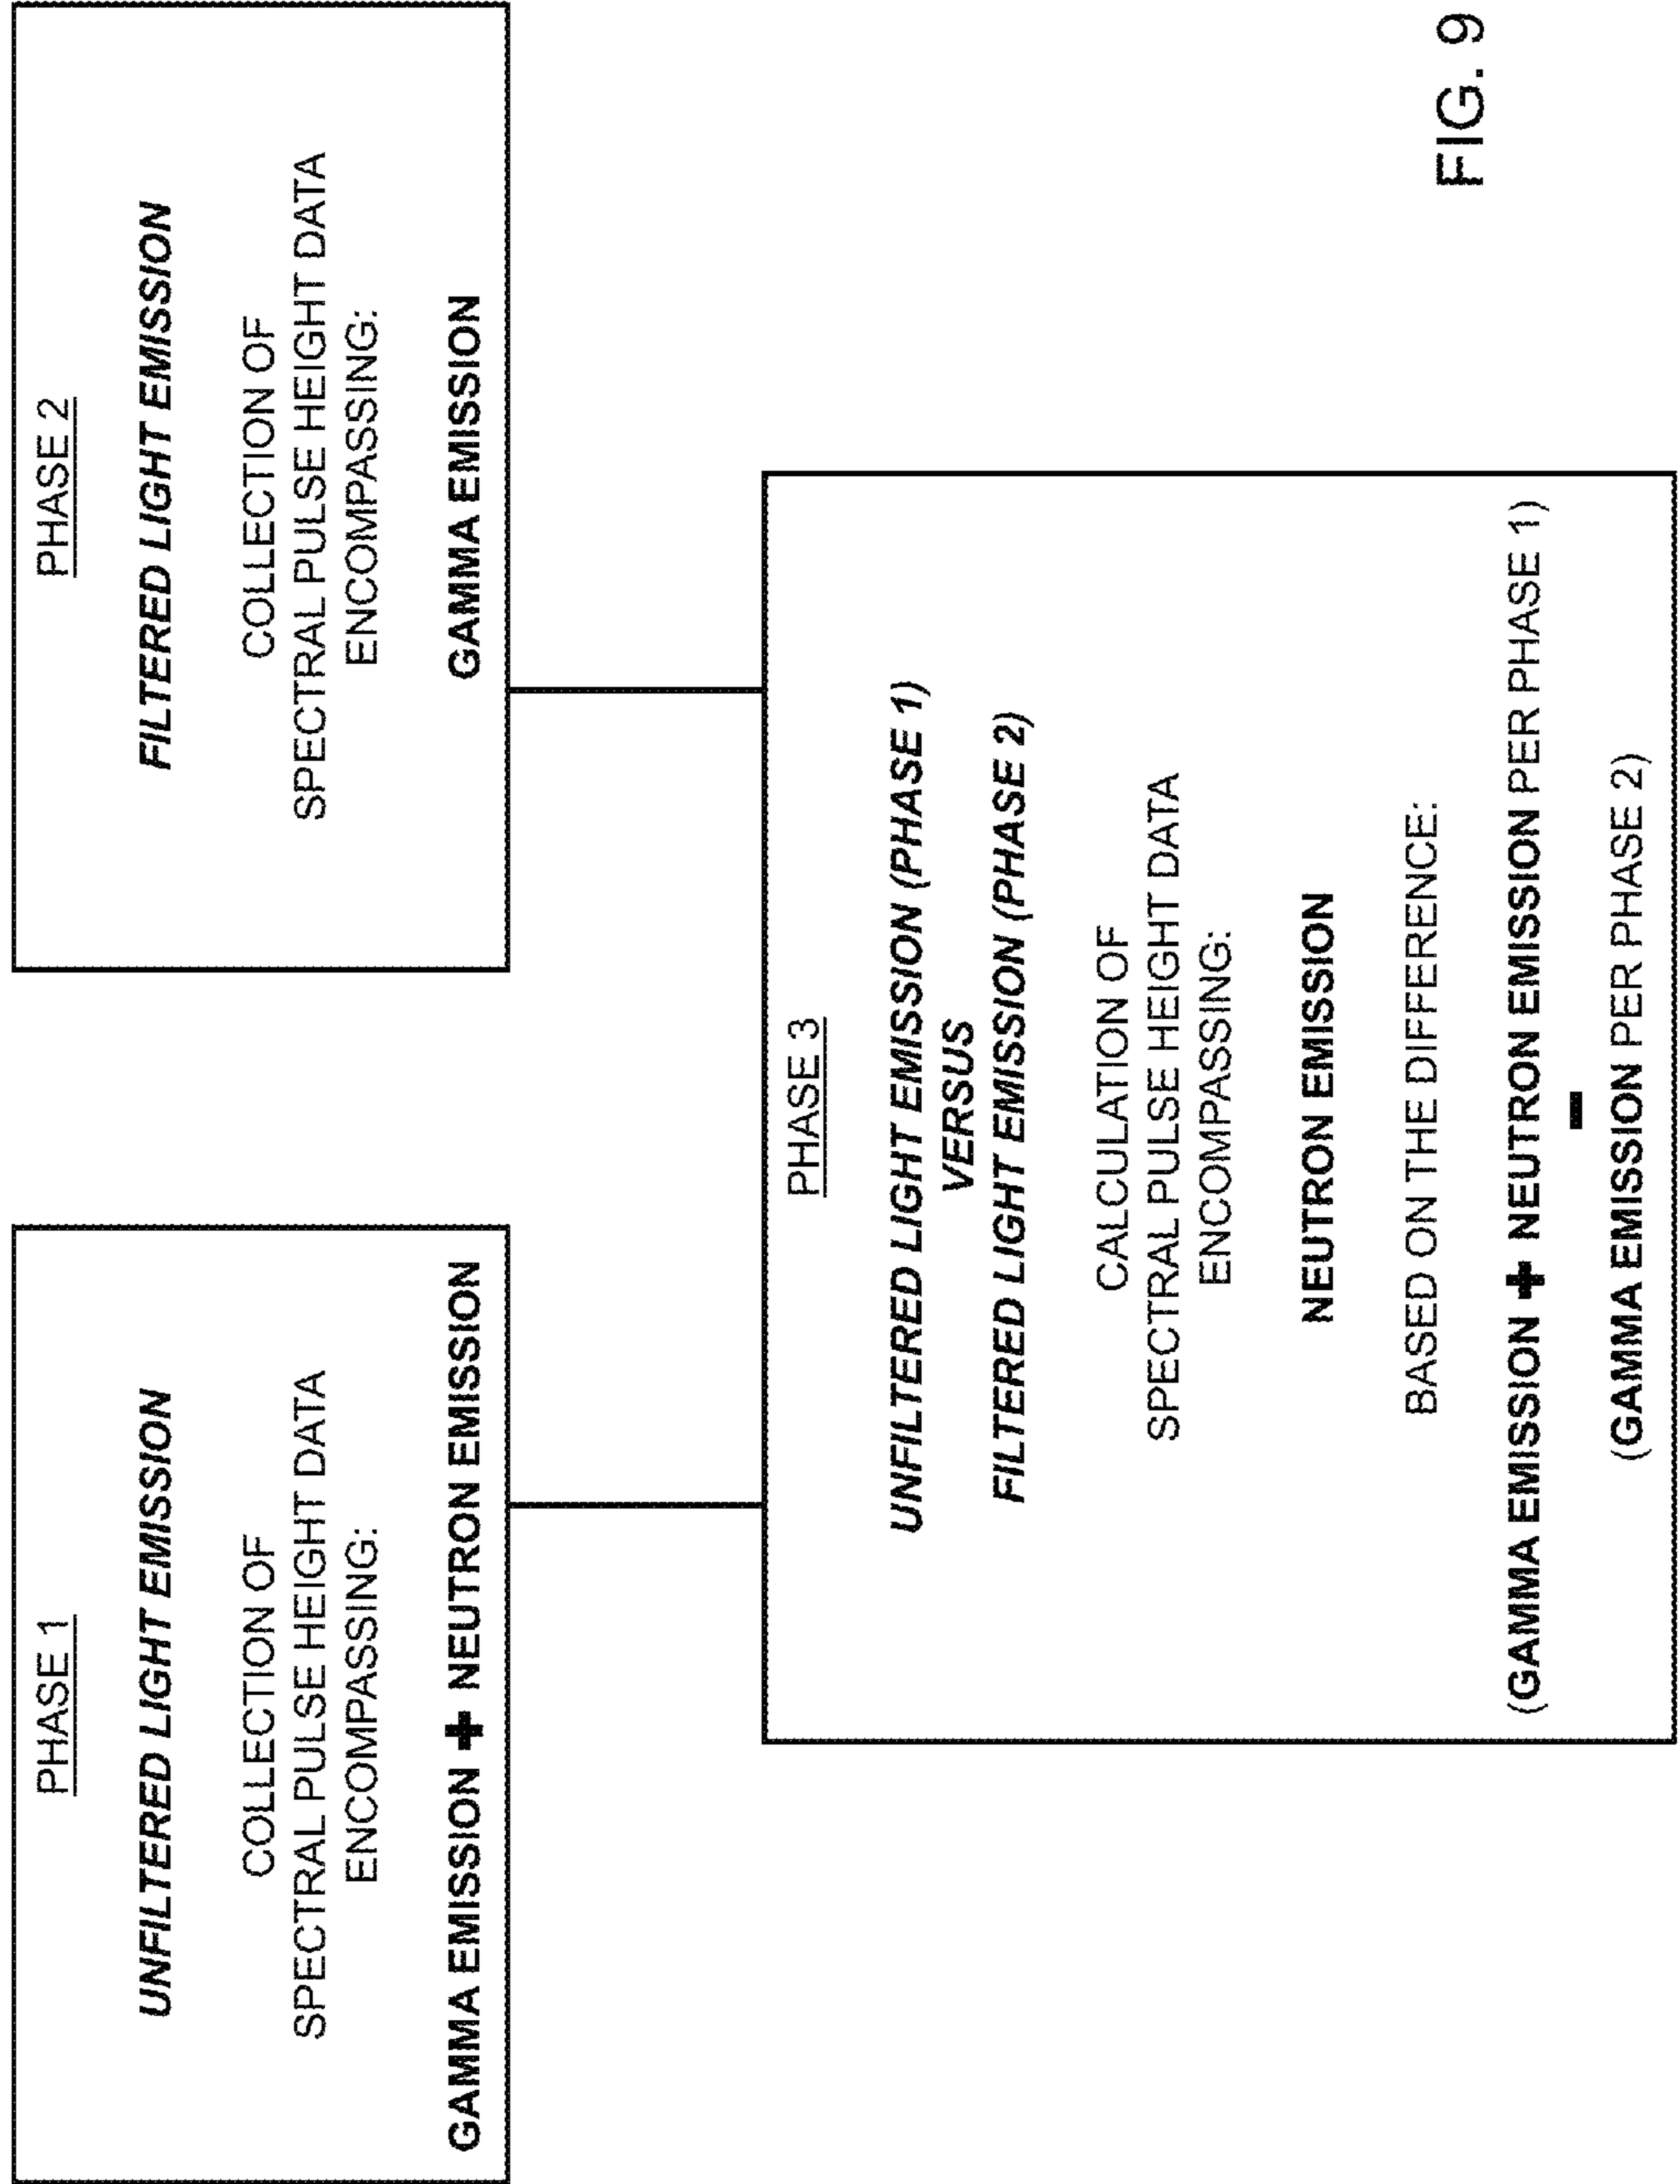 PHASE 1
UNFILTERED LIGHT EMISSION
COLLECTION OF
SPECTRAL PULSE HEIGHT DATA
ENCOMPASSING:
GAMMA EMISSION + NEUTRON EMISSION
PHASE 2
FILTERED LIGHT EMISSION
COLLECTION OF
SPECTRAL PULSE HEIGHT DATA
ENCOMPASSING:
GAMMA EMISSION
PHASE 3
UNFILTERED LIGHT EMISSION (PHASE 1)
VERSUS
FILTERED LIGHT EMISSION (PHASE 2)
CALCULATION OF
SPECTRAL PULSE HEIGHT DATA
ENCOMPASSING:
NEUTRON EMISSION
BASED ON THE DIFFERENCE:
(GAMMA EMISSION + NEUTRON EMISSION PER PHASE 1)
-
(GAMMA EMISSION PER PHASE 2)
FIG. 9